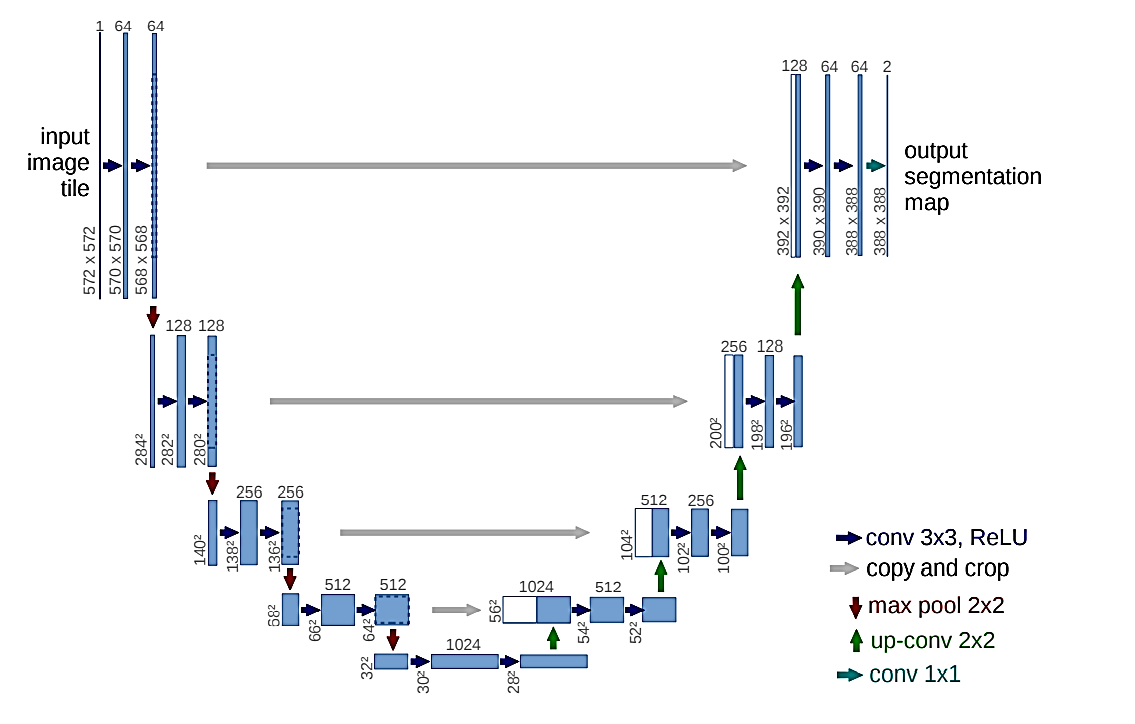 1 64 64
input
image
tile
572 x 572
570 x 570
568 x 568
128 64 64 2
392 x 392
390 x 390
388 x 388
388 x 388
output
segmentation
map
128 128
284²
282²
280²
256 128
200²
198²
196²
256 256
140²
138²
136²
512 256
104²
102²
100²
512 512
68²
66²
64²
1024 512
56²
54²
52²
1024
32²
30²
28²
conv 3x3, ReLU
copy and crop
max pool 2x2
up-conv 2x2
conv 1x1